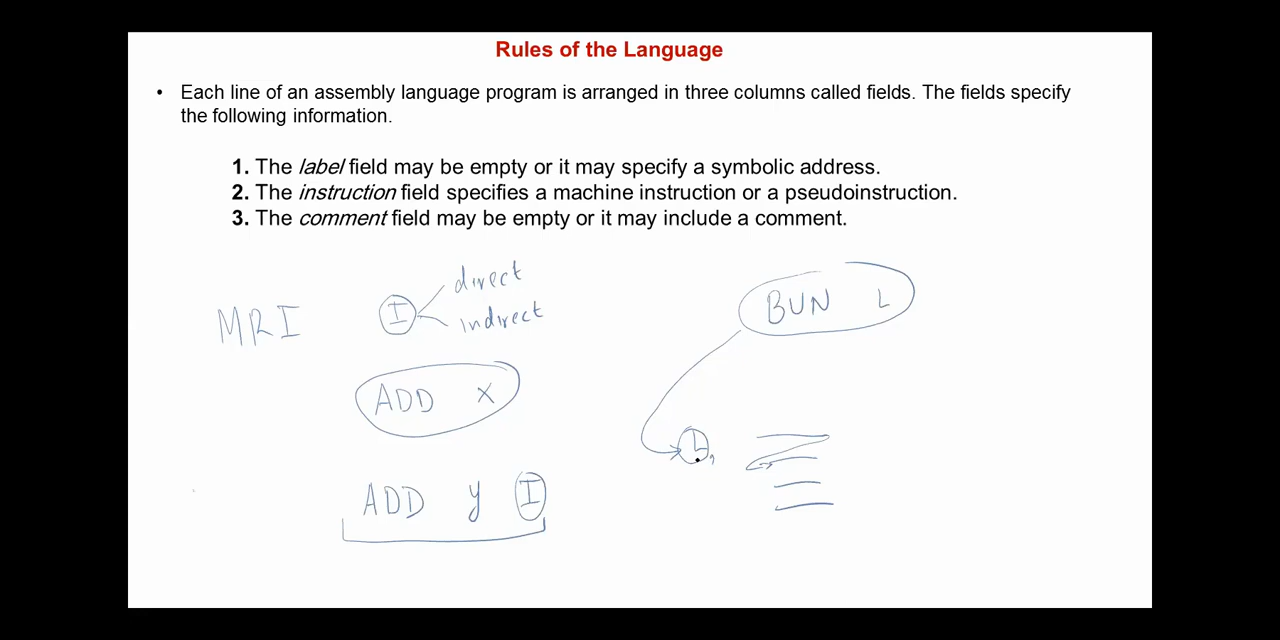 Rules of the Language
• Each line of an assembly language program is arranged in three columns called fields. The fields specify
the following information.
1. The label field may be empty or it may specify a symbolic address.
2. The instruction field specifies a machine instruction or a pseudoinstruction.
3. The comment field may be empty or it may include a comment.
MRI I direct
indirect
ADD X
ADD y I
BUN L
L,